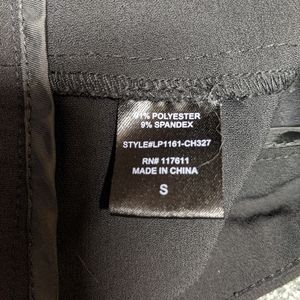 91% POLYESTER
9% SPANDEX
STYLE#LP1161-CH327
RN# 117611
MADE IN CHINA
S